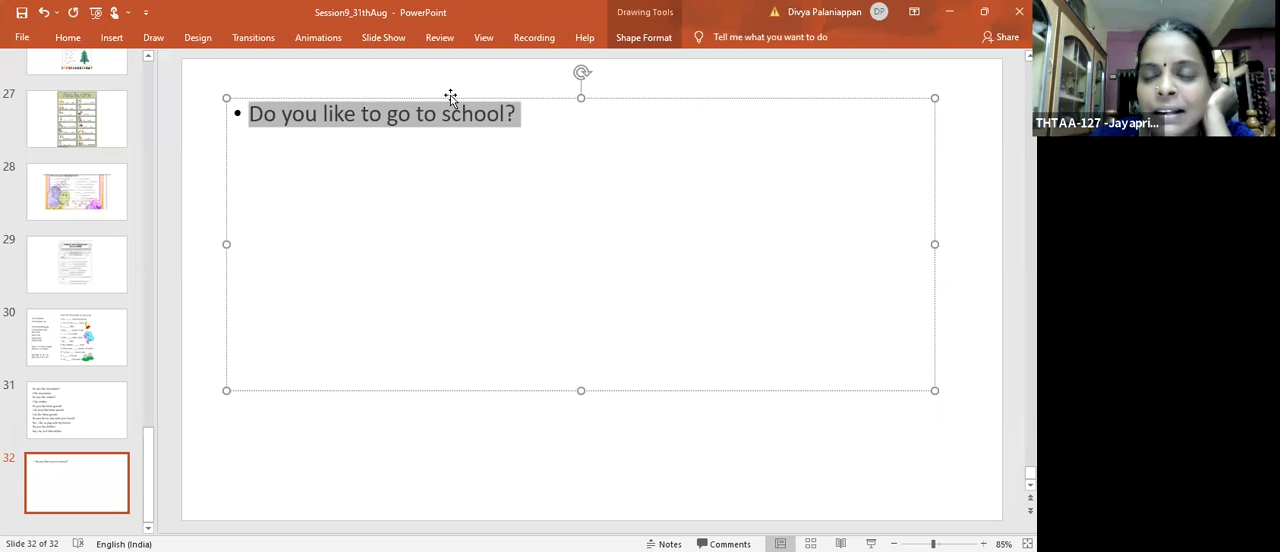 Session9_31thAug - PowerPoint
Drawing Tools
Divya Palaniappan
DP
File
Home
Insert
Draw
Design
Transitions
Animations
Slide Show
Review
View
Recording
Help
Shape Format
Tell me what you want to do
Share
THTAA-127 -Jayapri...
27
28
29
30
31
32
• Do you like to go to school?
Slide 32 of 32
English (India)
Notes
Comments
85%